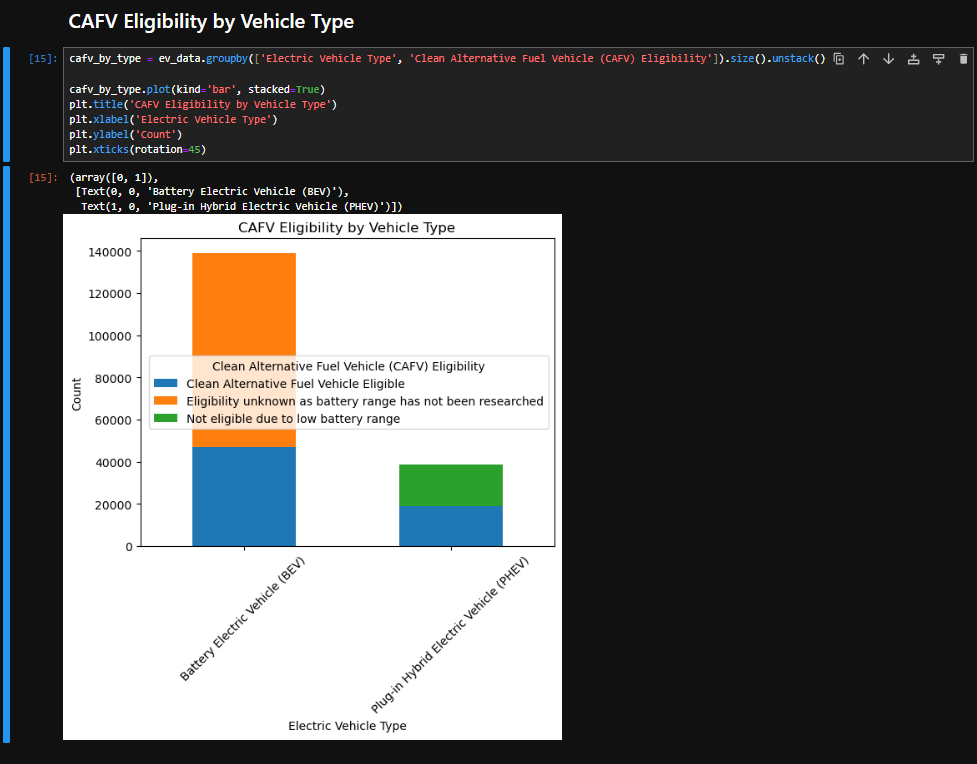 CAFV Eligibility by Vehicle Type
[15]: cafv_by_type = ev_data.groupby(['Electric Vehicle Type', 'Clean Alternative Fuel Vehicle (CAFV) Eligibility']).size().unstack()
cafv_by_type.plot(kind='bar', stacked=True)
plt.title('CAFV Eligibility by Vehicle Type')
plt.xlabel('Electric Vehicle Type')
plt.ylabel('Count')
plt.xticks(rotation=45)
[15]: (array([0, 1]),
[Text(0, 0, 'Battery Electric Vehicle (BEV)'),
Text(1, 0, 'Plug-in Hybrid Electric Vehicle (PHEV)')])
CAFV Eligibility by Vehicle Type
140000
120000
100000
80000
60000
40000
20000
0
Count
Clean Alternative Fuel Vehicle (CAFV) Eligibility
Clean Alternative Fuel Vehicle Eligible
Eligibility unknown as battery range has not been researched
Not eligible due to low battery range
Battery Electric Vehicle (BEV)
Plug-in Hybrid Electric Vehicle (PHEV)
Electric Vehicle Type